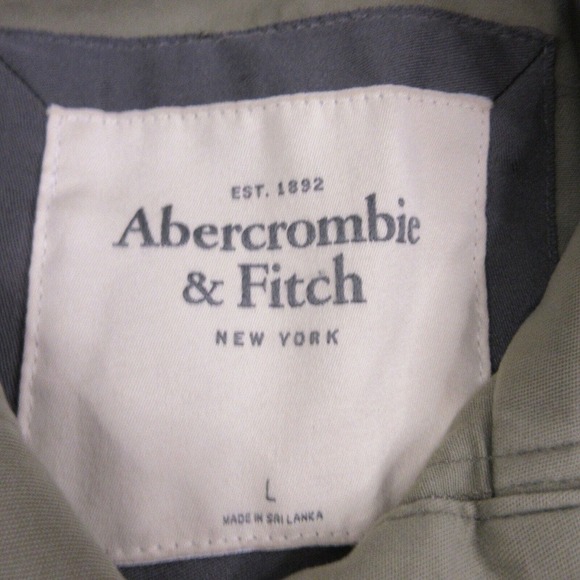 EST. 1892
Abercrombie
& Fitch
NEW YORK
L
MADE IN SRI LANKA